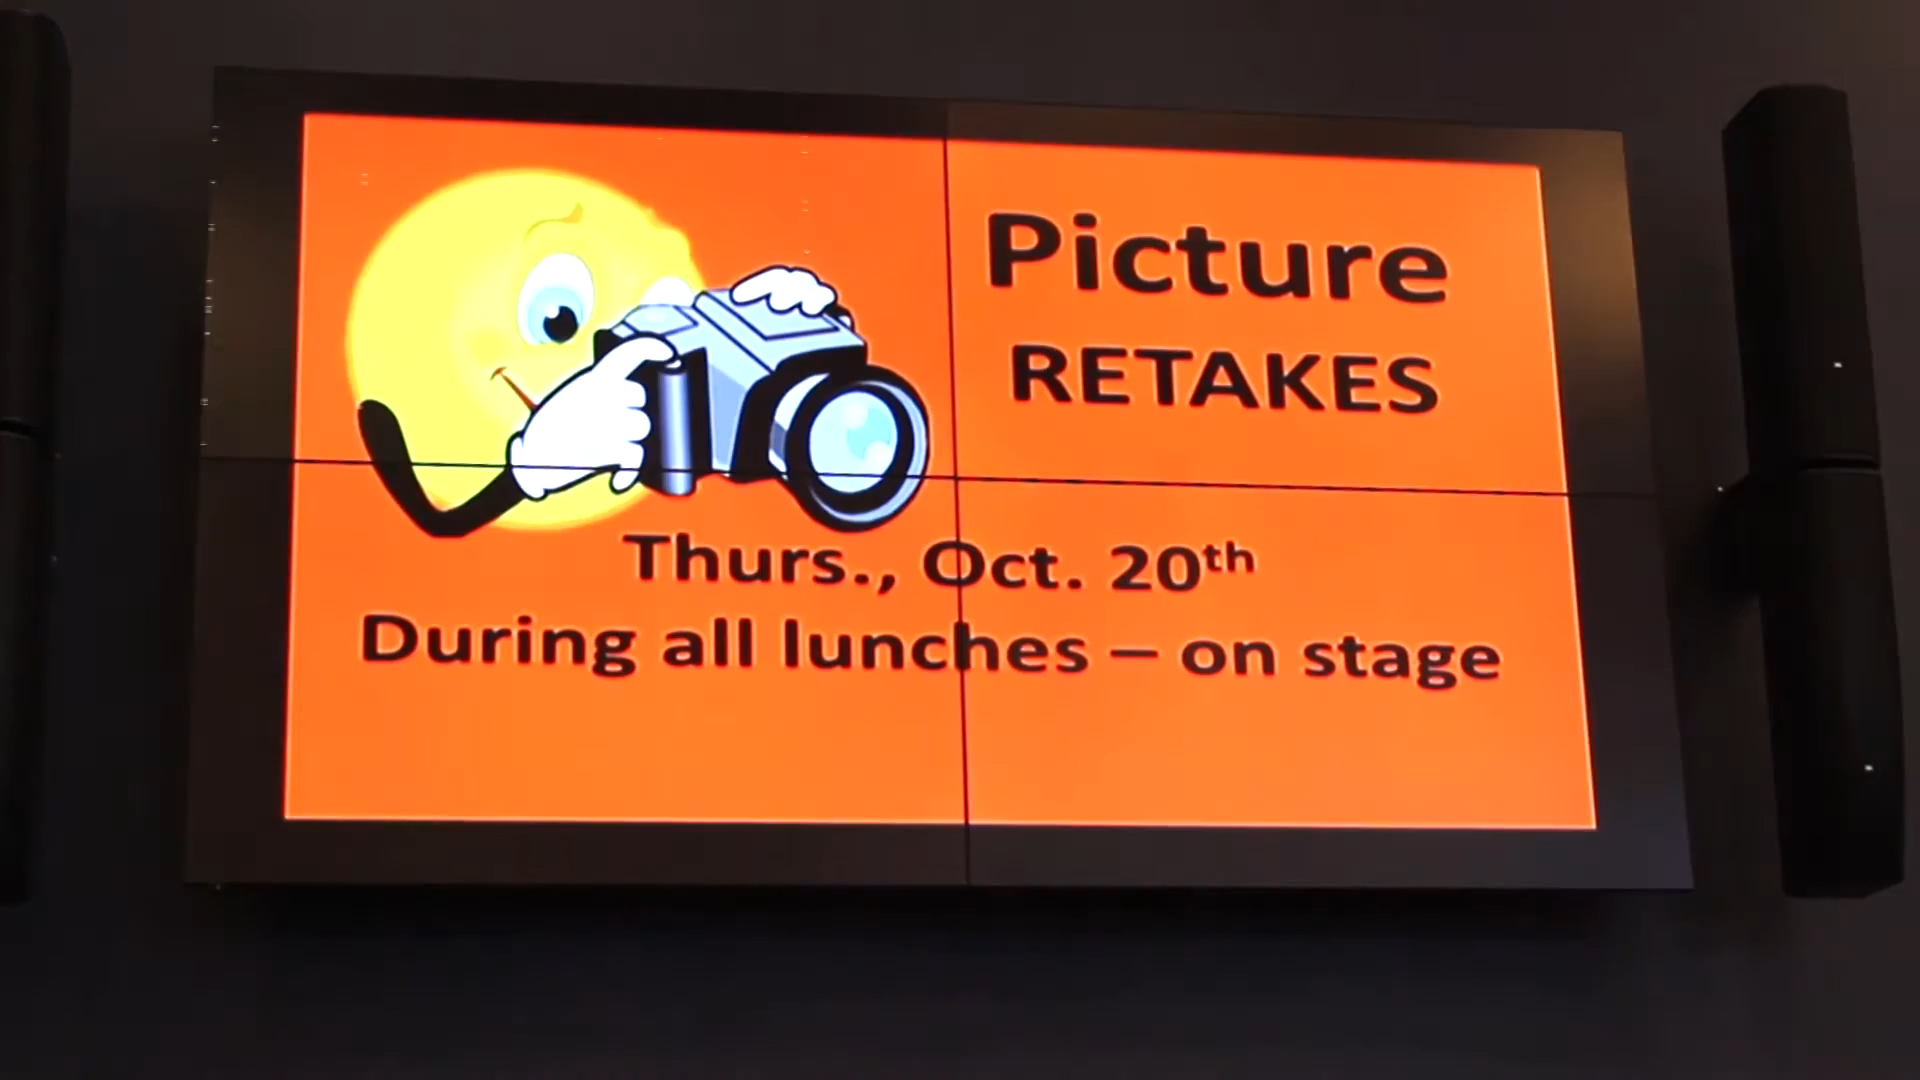 Picture
RETAKES
Thurs., Oct. 20th
During all lunches – on stage